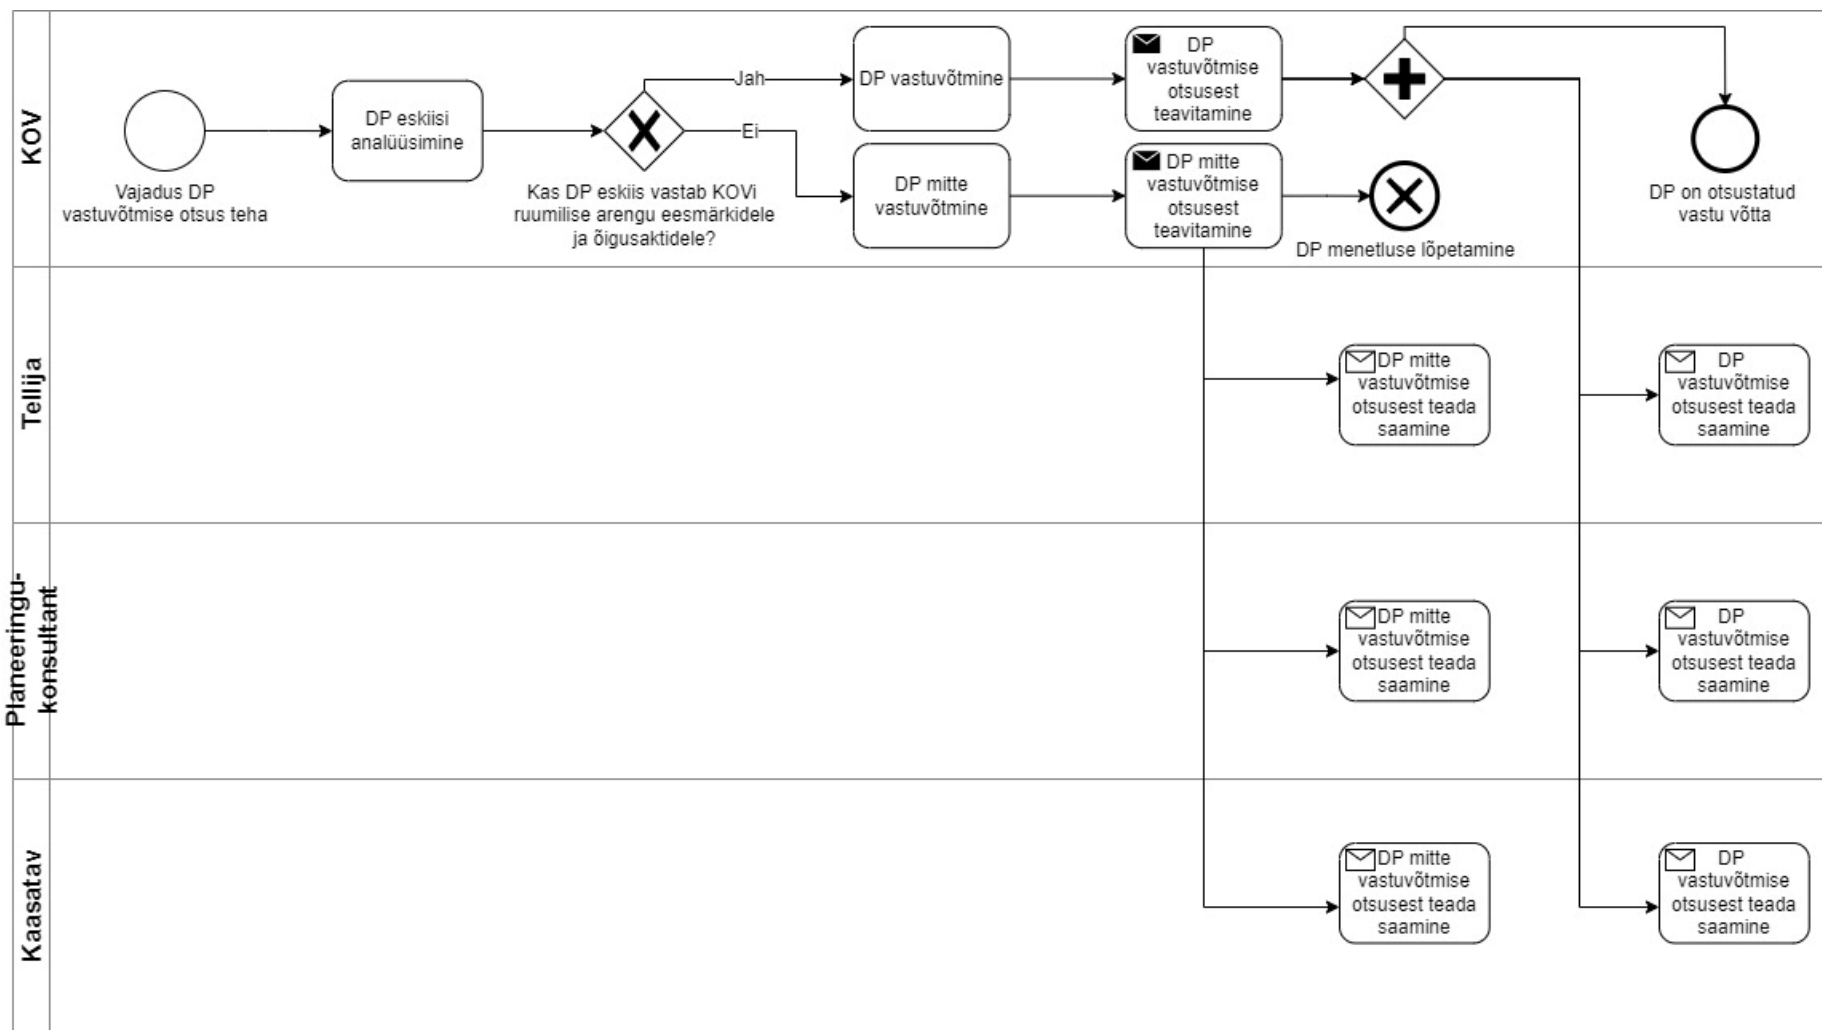 KOV
Vajadus DP
vastuvõtmise otsus teha
DP eskiisi
analüüsimine
Kas DP eskiis vastab KOVi
ruumilise arengu eesmärkidele
ja õigusaktidele?
Jah
Ei
DP vastuvõtmine
DP
vastuvõtmise
otsusest
teavitamine
DP mitte
vastuvõtmine
DP mitte
vastuvõtmise
otsusest
teavitamine
DP menetluse lõpetamine
DP on otsustatud
vastu võtta
Tellija
DP mitte
vastuvõtmise
otsusest teada
saamine
DP
vastuvõtmise
otsusest teada
saamine
Planeeringu-
konsultant
DP mitte
vastuvõtmise
otsusest teada
saamine
DP
vastuvõtmise
otsusest teada
saamine
Kaasatav
DP mitte
vastuvõtmise
otsusest teada
saamine
DP
vastuvõtmise
otsusest teada
saamine